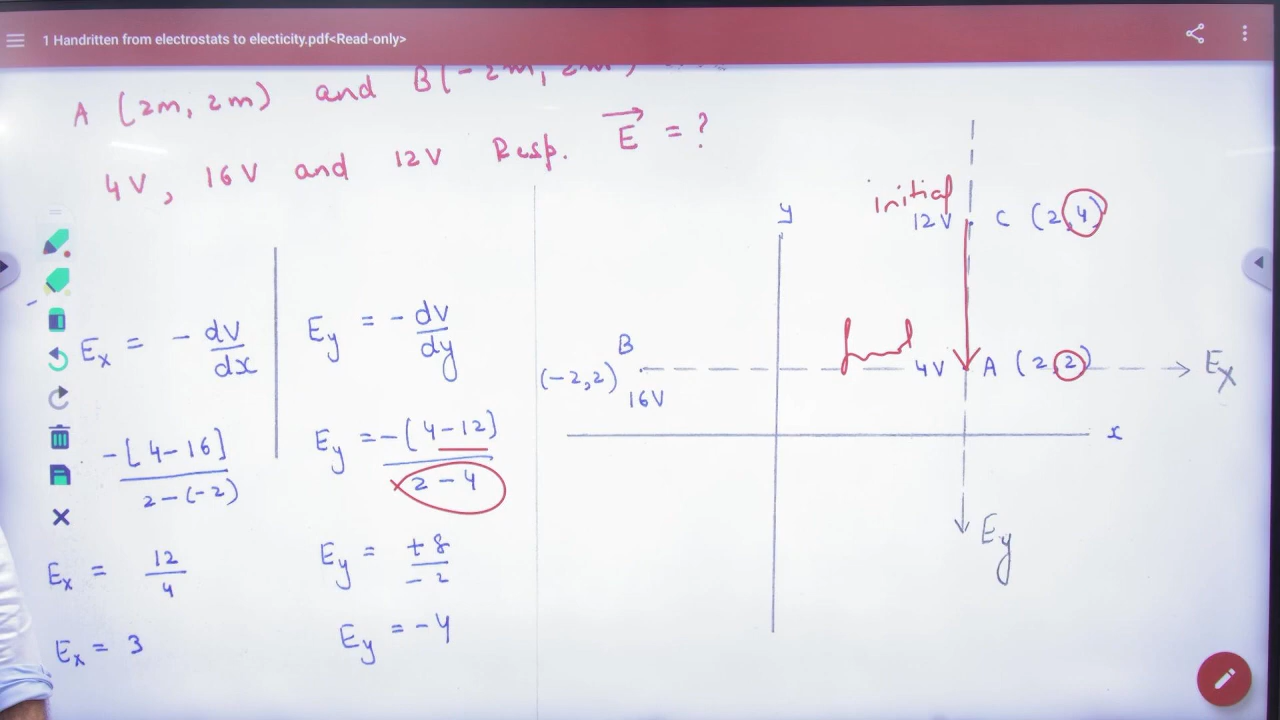 1 Handritten from electrostats to electicity.pdf<Read-only>
A (2m, 2m) and B(-2m, 2m)
4V, 16V and 12V Resp. E = ?
Ex = - dv/dx
-[4-16] / 2-(-2)
Ex = 12/4
Ex = 3
Ey = - dv/dy
Ey = -(4-12) / 2-4
Ey = +8/-2
Ey = -4
y
initial
12V C (2,4)
B
(-2,2)
16V
4V A (2,2)
Ex
x
Ey